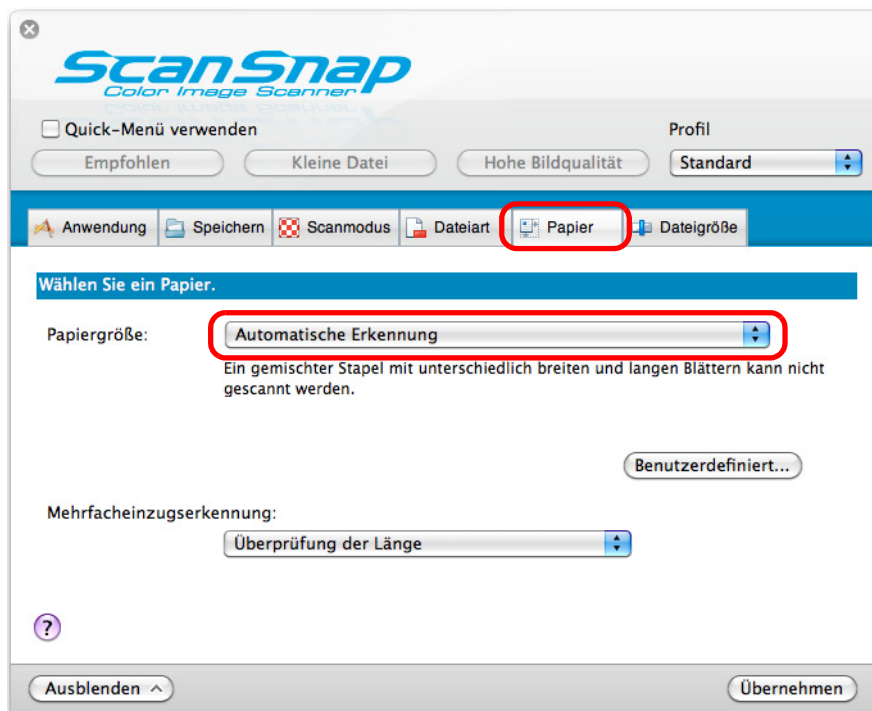 ScanSnap
Color Image Scanner
Quick-Menü verwenden
Profil
Empfohlen Kleine Datei Hohe Bildqualität Standard
Anwendung Speichern Scanmodus Dateiart Papier Dateigröße
Wählen Sie ein Papier.
Papiergröße: Automatische Erkennung
Ein gemischter Stapel mit unterschiedlich breiten und langen Blättern kann nicht
gescannt werden.
Benutzerdefiniert...
Mehrfacheinzugserkennung:
Überprüfung der Länge
?
Ausblenden Übernehmen